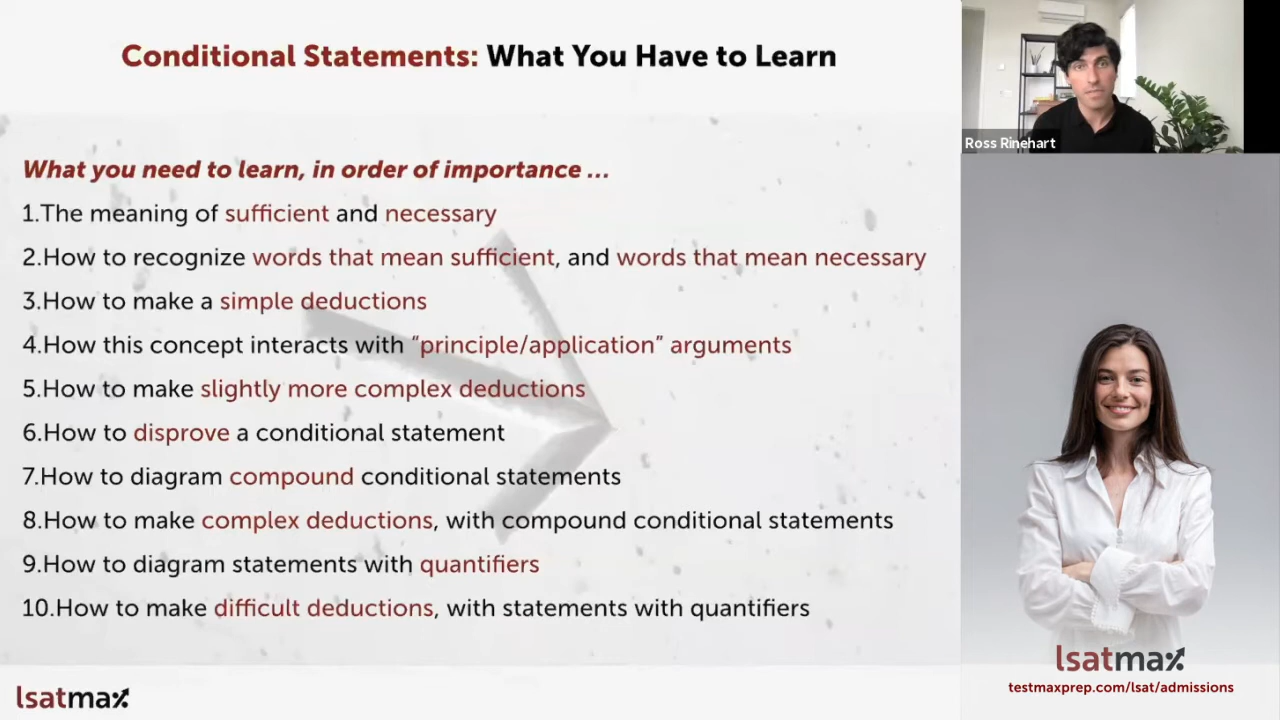 Conditional Statements: What You Have to Learn
What you need to learn, in order of importance ...
1.The meaning of sufficient and necessary
2.How to recognize words that mean sufficient, and words that mean necessary
3.How to make a simple deductions
4.How this concept interacts with “principle/application” arguments
5.How to make slightly more complex deductions
6.How to disprove a conditional statement
7.How to diagram compound conditional statements
8.How to make complex deductions, with compound conditional statements
9.How to diagram statements with quantifiers
10.How to make difficult deductions, with statements with quantifiers
lsatmax
Ross Rinehart
lsatmax
testmaxprep.com/lsat/admissions